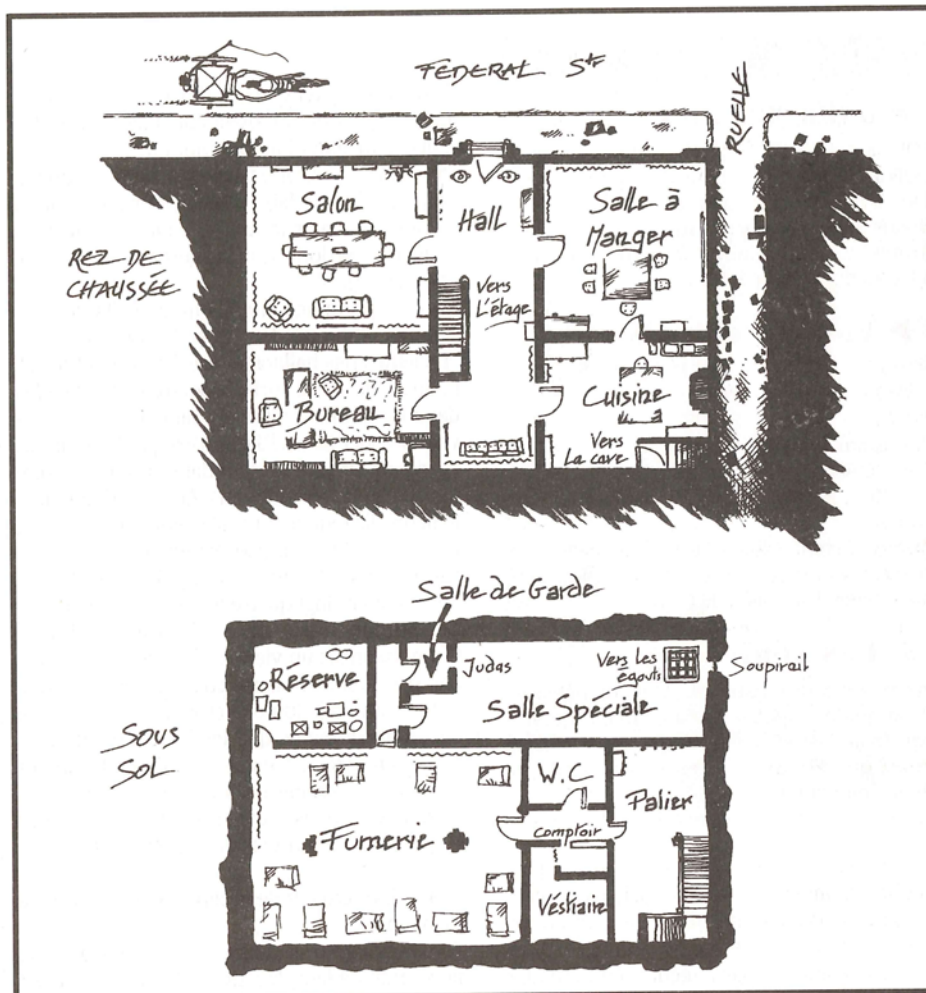 FEDERAL St
RUELLE
REZ DE
CHAUSSÉE
Salon
Hall
Salle à
Manger
Vers
L'étage
Bureau
Cuisine
Vers
La cave
Salle de Garde
Réserve
Judas
Vers les
égouts
Soupirail
Salle Spéciale
SOUS
SOL
W.C
Palier
Fumerie
comptoir
Véstiaire